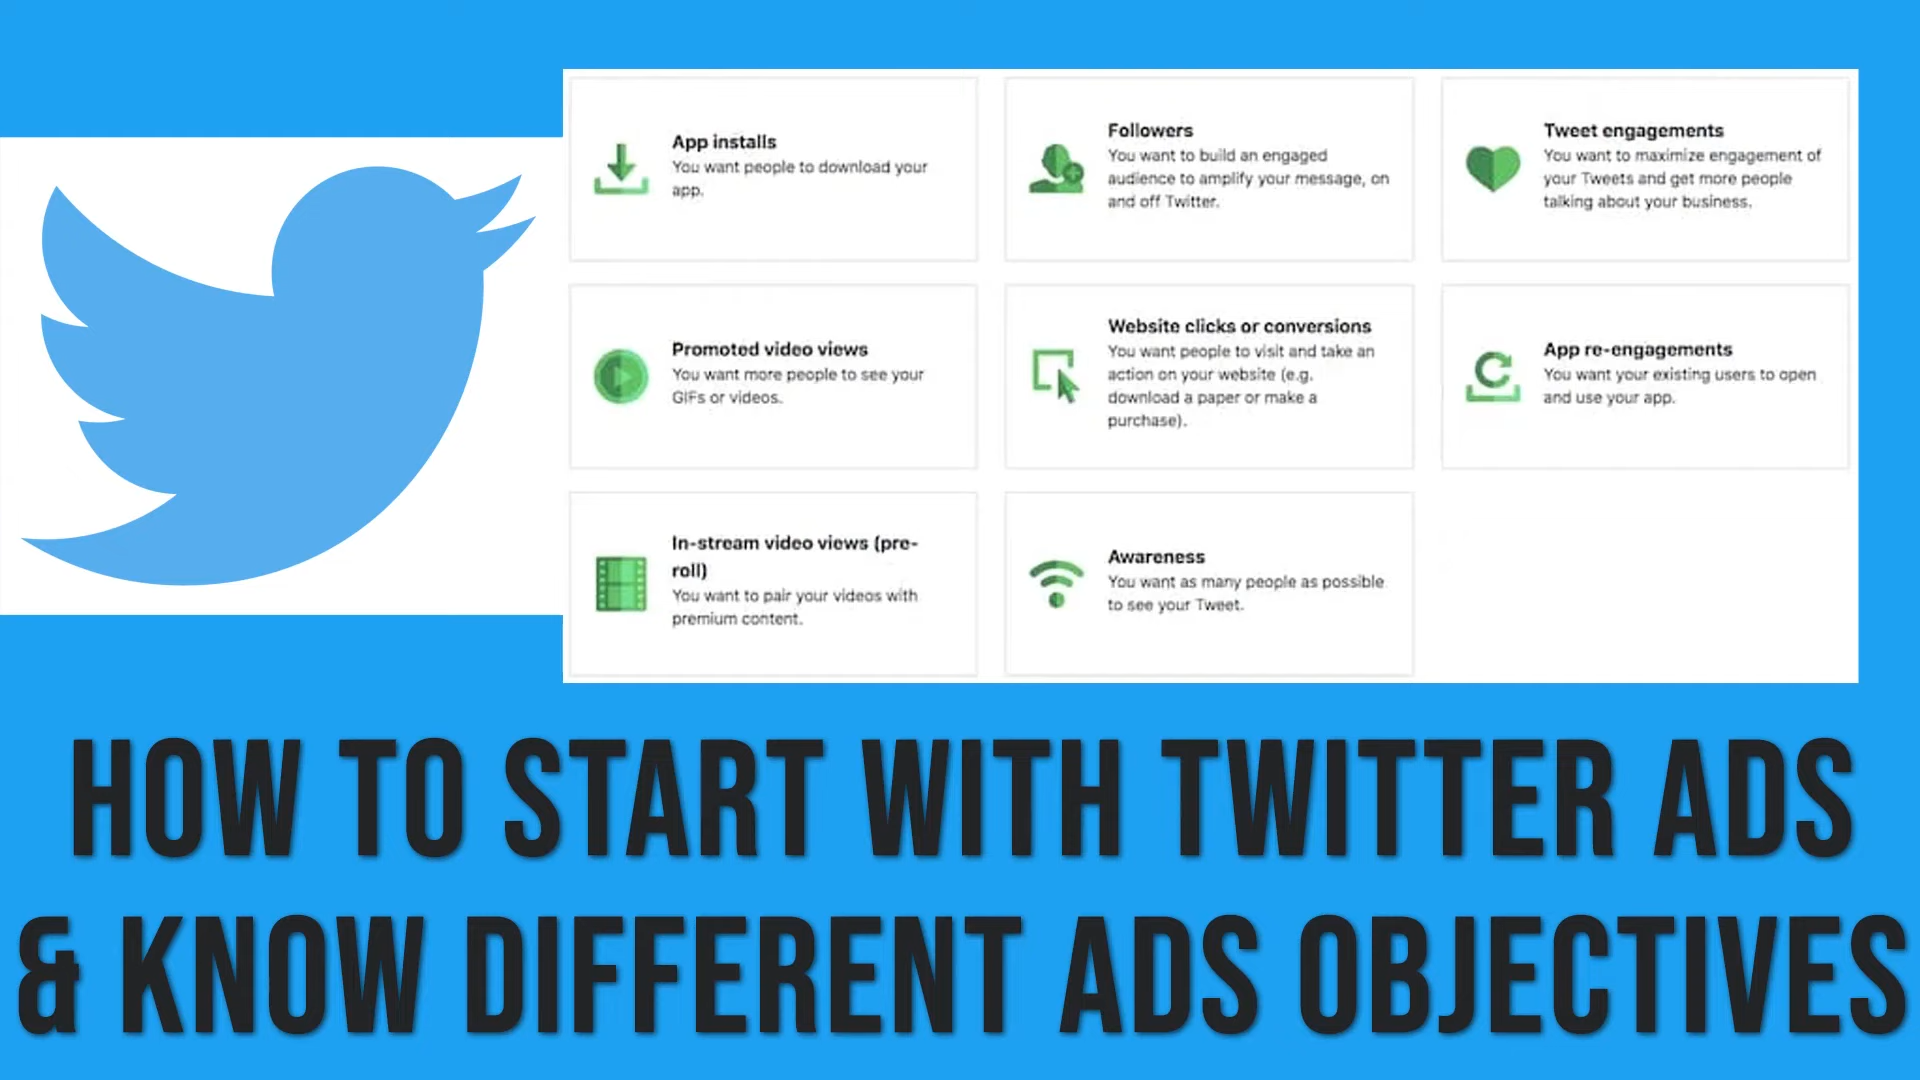 App installs
You want people to download your
app.
Followers
You want to build an engaged
audience to amplify your message, on
and off Twitter.
Tweet engagements
You want to maximize engagement of
your Tweets and get more people
talking about your business.
Promoted video views
You want more people to see your
GIFs or videos.
Website clicks or conversions
You want people to visit and take an
action on your website (e.g.
download a paper or make a
purchase).
App re-engagements
You want your existing users to open
and use your app.
In-stream video views (pre-
roll)
You want to pair your videos with
premium content.
Awareness
You want as many people as possible
to see your Tweet.
HOW TO START WITH TWITTER ADS
& KNOW DIFFERENT ADS OBJECTIVES